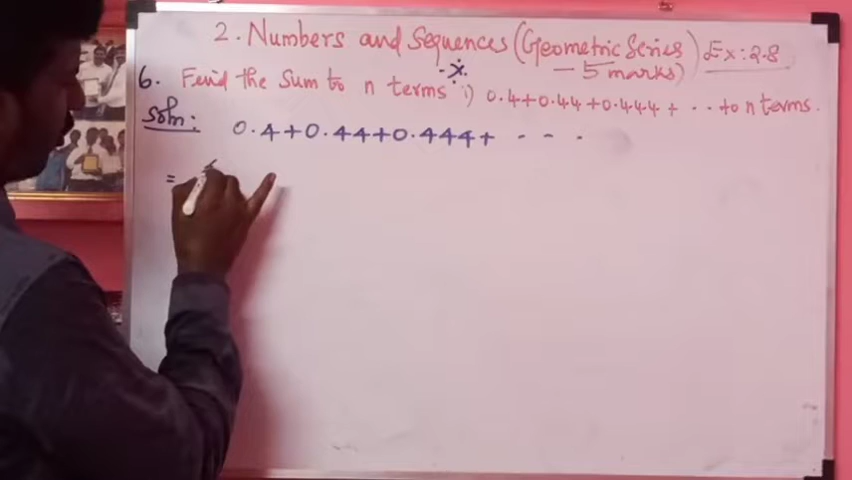 2. Numbers and Sequences (Geometric Series) Ex: 2.8
- 5 marks)
6. Find the Sum to n terms i) 0.4+0.44+0.444+ .. to n terms.
Soln: 0.4+0.44+0.444+ - - .
=